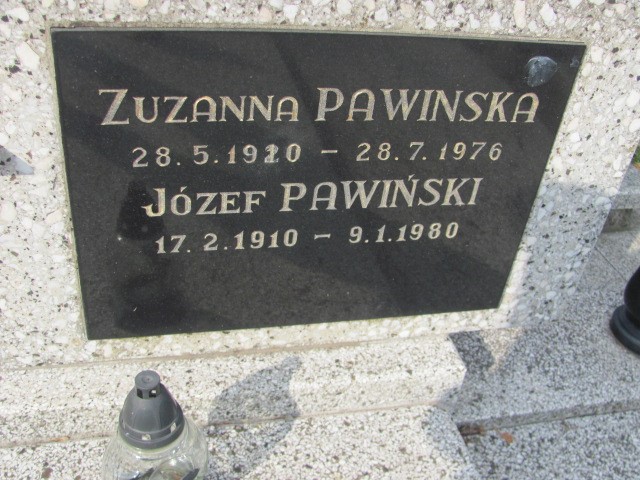 ZUZANNA PAWINSKA
28.5.1920 – 28.7.1976
JÓZEF PAWIŃSKI
17.2.1910 – 9.1.1980